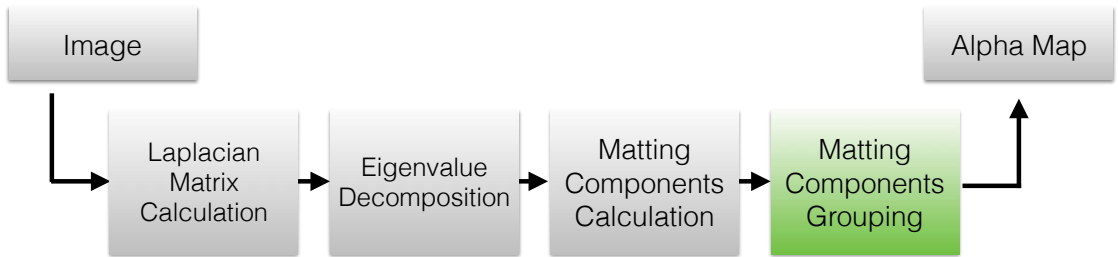 Image
Alpha Map
Laplacian
Matrix
Calculation
Eigenvalue
Decomposition
Matting
Components
Calculation
Matting
Components
Grouping